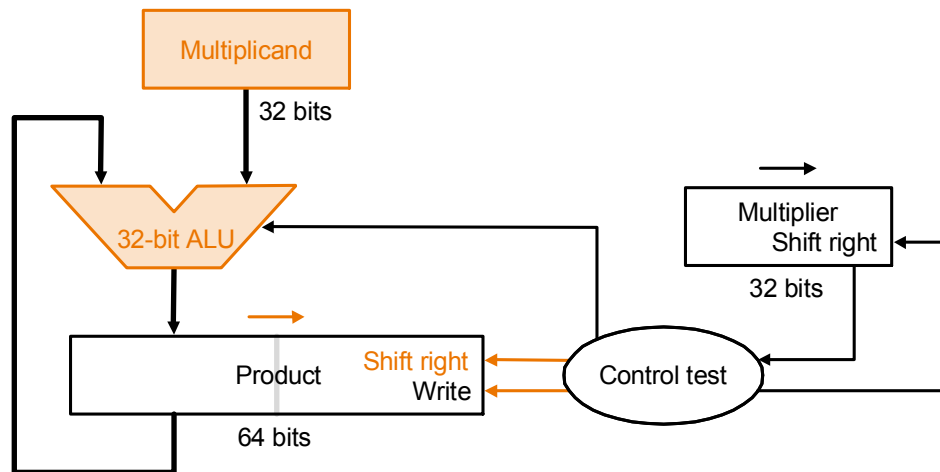 Multiplicand
32 bits
32-bit ALU
Multiplier
Shift right
32 bits
Product
Shift right
Write
Control test
64 bits